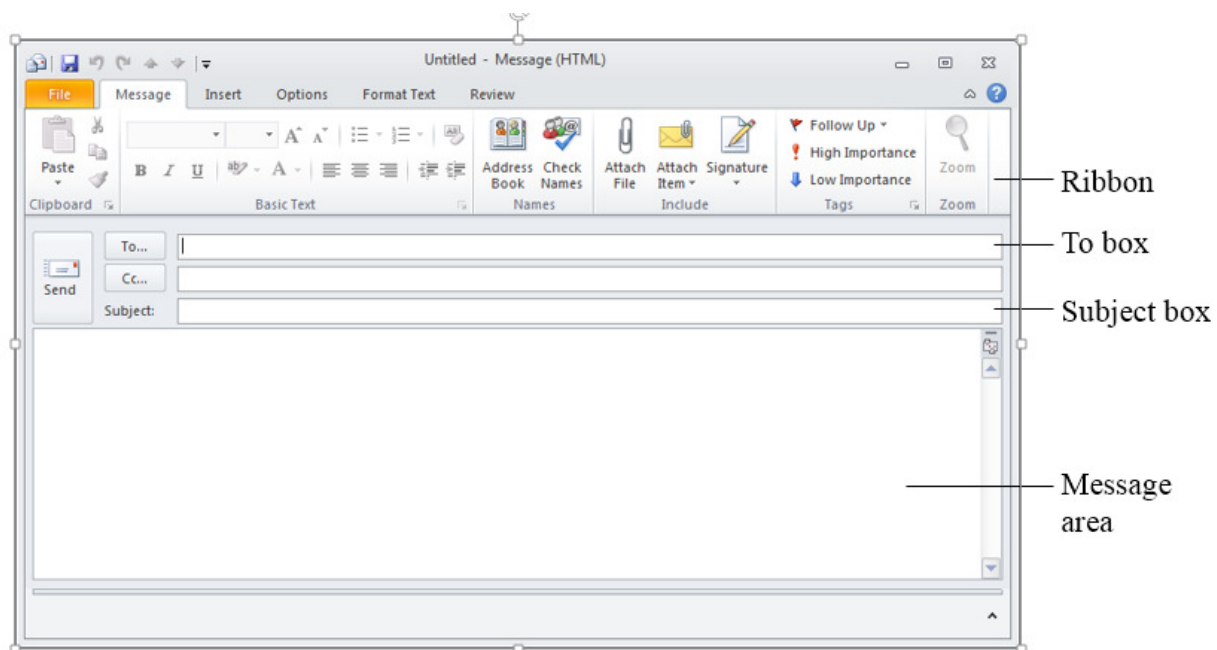 Untitled - Message (HTML)
File Message Insert Options Format Text Review
Paste
Clipboard
B I U ab A
A A
Basic Text
Address Book
Check Names
Names
Attach File
Attach Item
Signature
Include
Follow Up
High Importance
Low Importance
Tags
Zoom
Zoom
Ribbon
To...
To box
Send
Cc...
Subject:
Subject box
Message
area